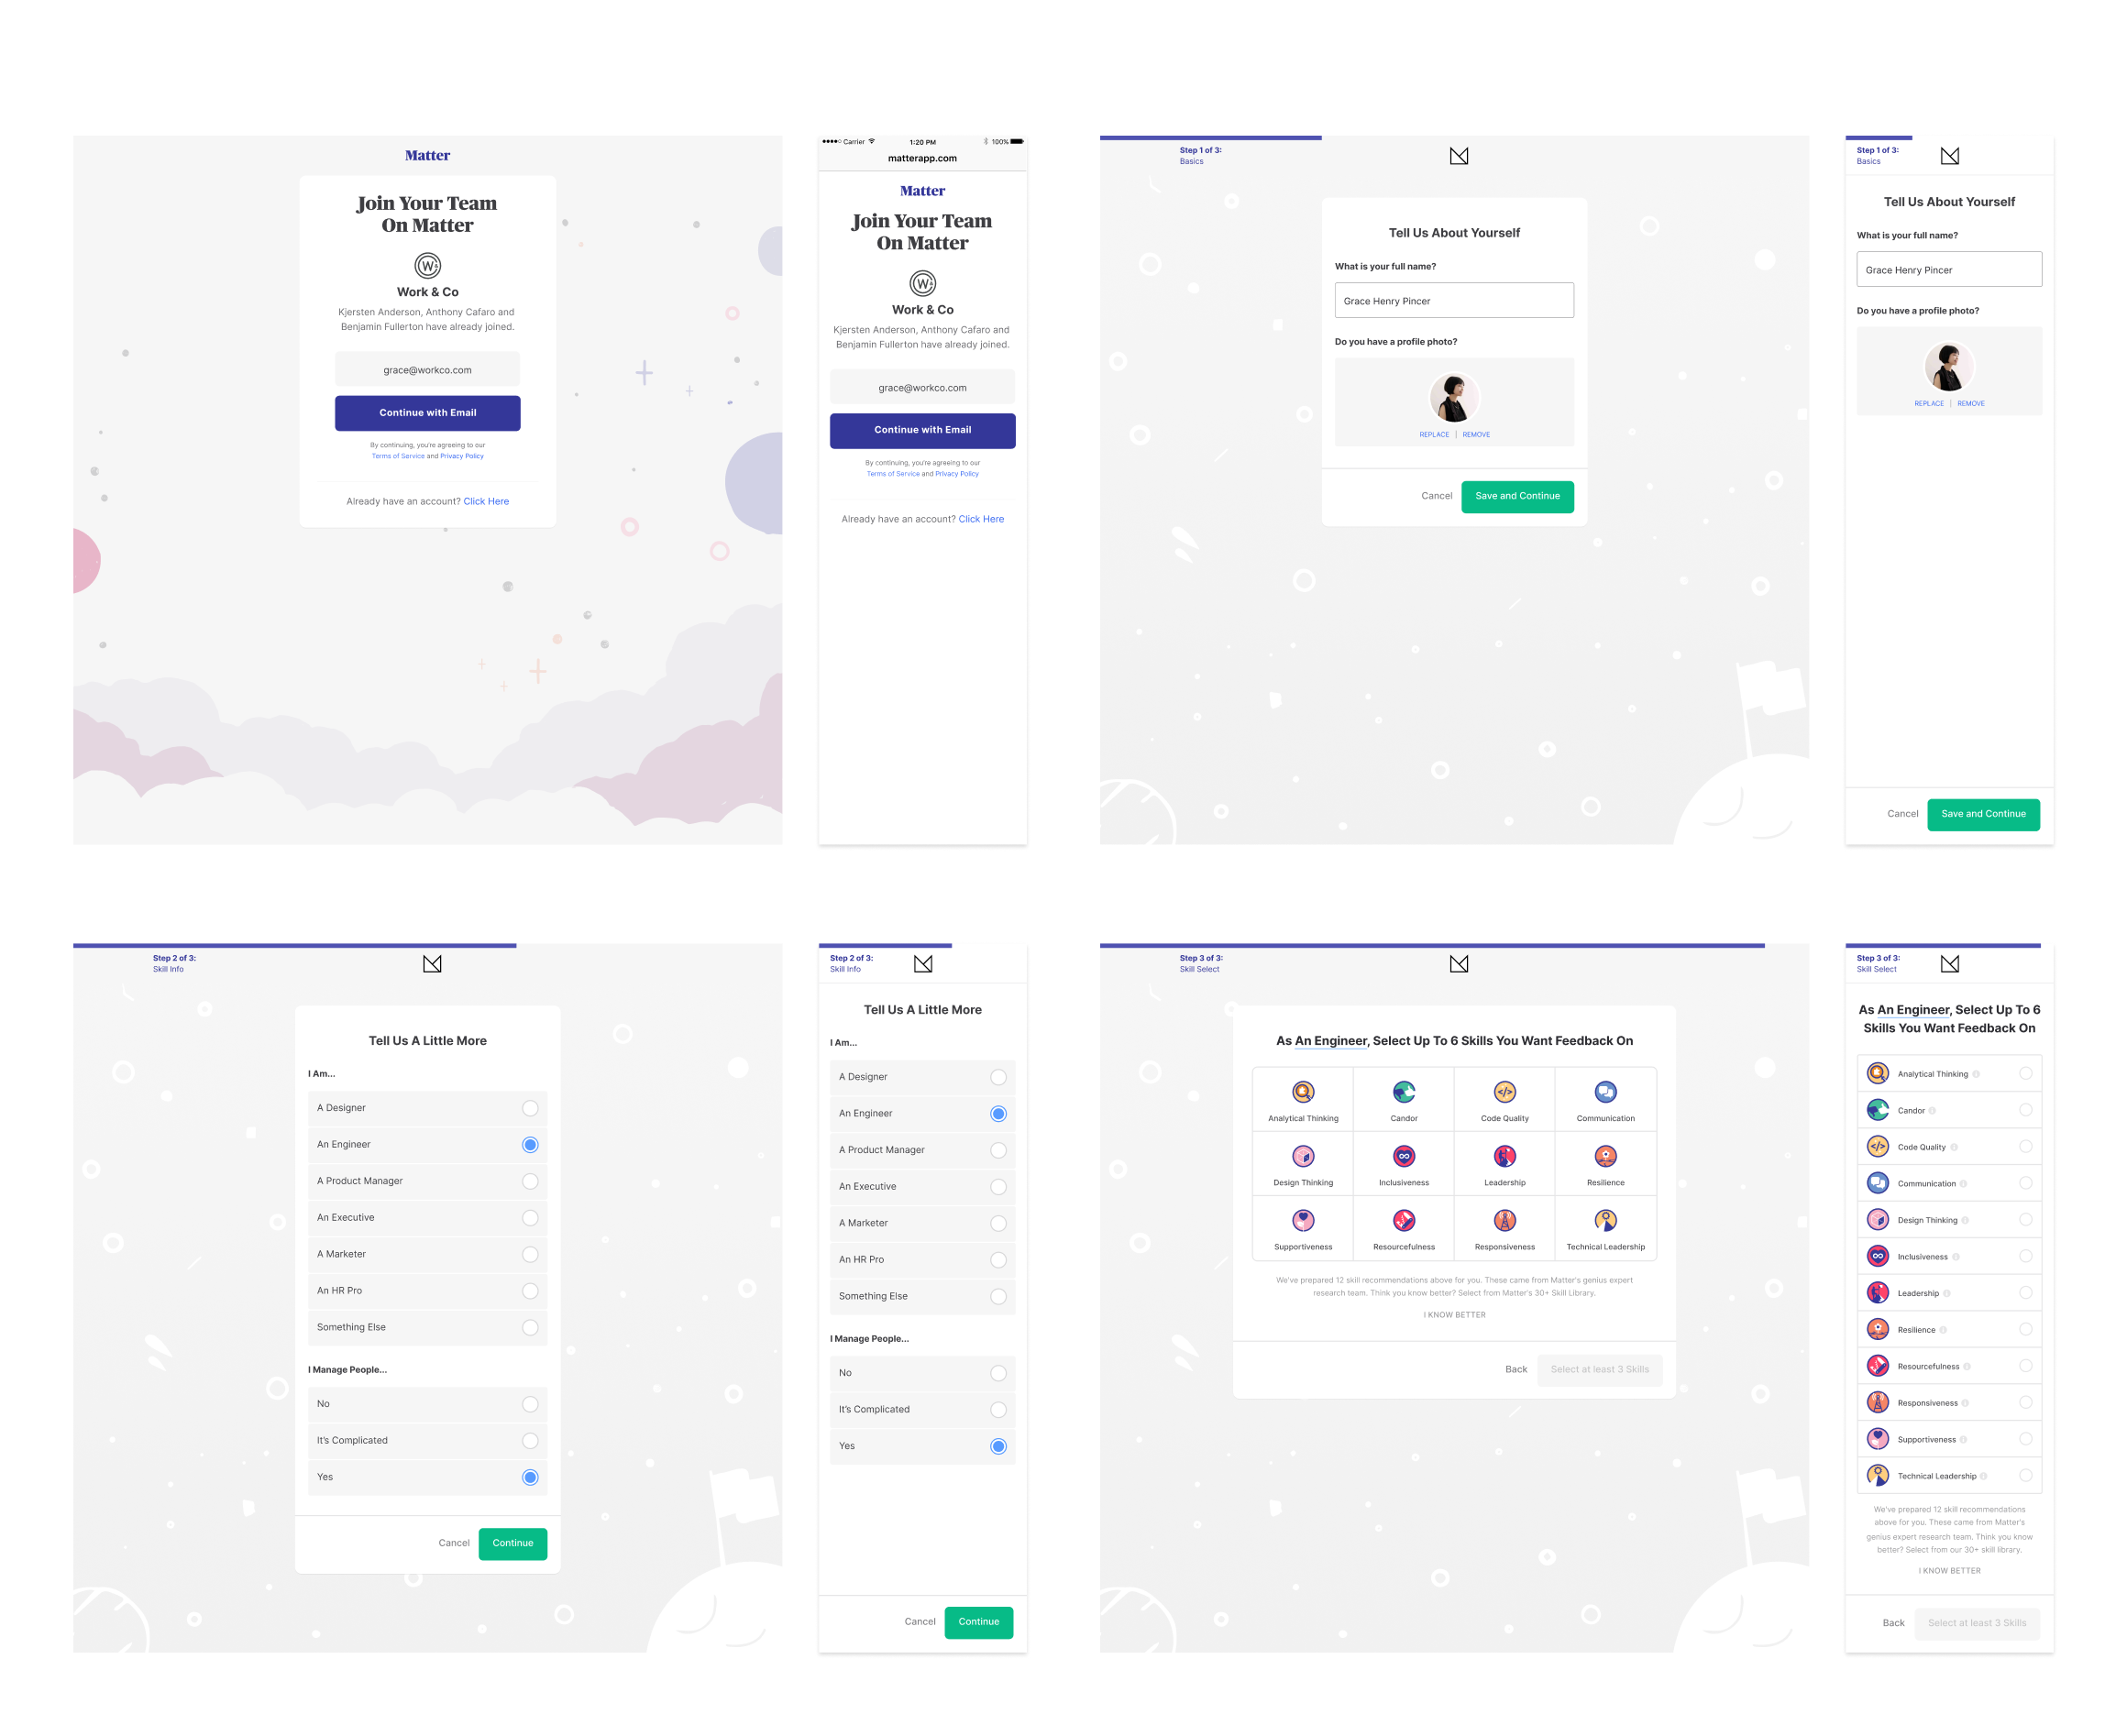 Matter
Join Your Team
On Matter
W&
Work & Co
Kjersten Anderson, Anthony Cafaro and
Benjamin Fullerton have already joined.
grace@workco.com
Continue with Email
By continuing, you're agreeing to our
Terms of Service and Privacy Policy
Already have an account? Click Here
Carrier 1:20 PM 100%
matterapp.com
Matter
Join Your Team
On Matter
W&
Work & Co
Kjersten Anderson, Anthony Cafaro and
Benjamin Fullerton have already joined.
grace@workco.com
Continue with Email
By continuing, you're agreeing to our
Terms of Service and Privacy Policy
Already have an account? Click Here
Step 1 of 3:
Basics
Tell Us About Yourself
What is your full name?
Grace Henry Pincer
Do you have a profile photo?
REPLACE | REMOVE
Cancel Save and Continue
Step 1 of 3:
Basics
Tell Us About Yourself
What is your full name?
Grace Henry Pincer
Do you have a profile photo?
REPLACE | REMOVE
Cancel Save and Continue
Step 2 of 3:
Skill Info
Tell Us A Little More
I Am...
A Designer
An Engineer
A Product Manager
An Executive
A Marketer
An HR Pro
Something Else
I Manage People...
No
It's Complicated
Yes
Cancel Continue
Step 2 of 3:
Skill Info
Tell Us A Little More
I Am...
A Designer
An Engineer
A Product Manager
An Executive
A Marketer
An HR Pro
Something Else
I Manage People...
No
It's Complicated
Yes
Cancel Continue
Step 3 of 3:
Skill Select
As An Engineer, Select Up To 6 Skills You Want Feedback On
Analytical Thinking Candor Code Quality Communication
Design Thinking Inclusiveness Leadership Resilience
Supportiveness Resourcefulness Responsiveness Technical Leadership
We've prepared 12 skill recommendations above for you. These came from Matter's genius expert
research team. Think you know better? Select from Matter's 30+ Skill Library.
I KNOW BETTER
Back Select at least 3 Skills
Step 3 of 3:
Skill Select
As An Engineer, Select Up To 6
Skills You Want Feedback On
Analytical Thinking
Candor
Code Quality
Communication
Design Thinking
Inclusiveness
Leadership
Resilience
Resourcefulness
Responsiveness
Supportiveness
Technical Leadership
We've prepared 12 skill recommendations
above for you. These came from Matter's
genius expert research team. Think you know
better? Select from our 30+ skill library.
I KNOW BETTER
Back Select at least 3 Skills